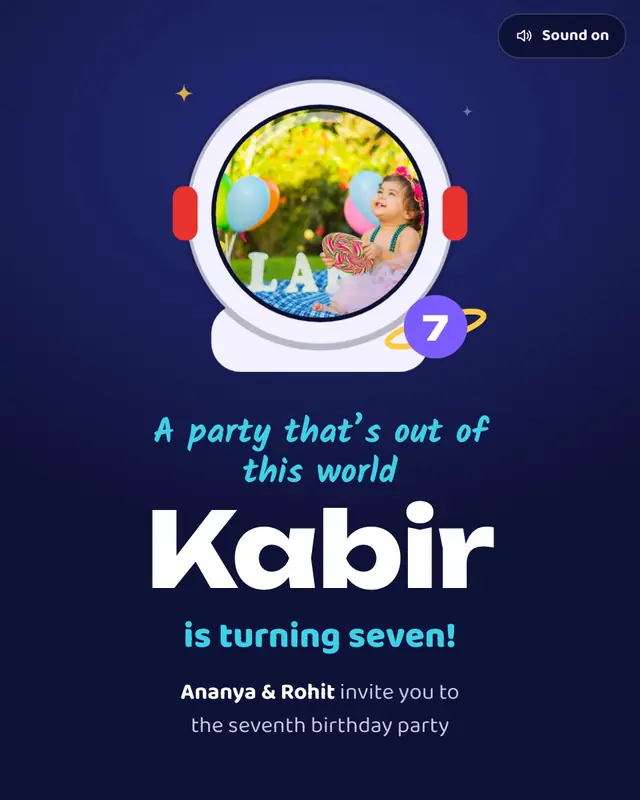 Sound on
LAR
7
A party that's out of
this world
Kabir
is turning seven!
Ananya & Rohit invite you to
the seventh birthday party